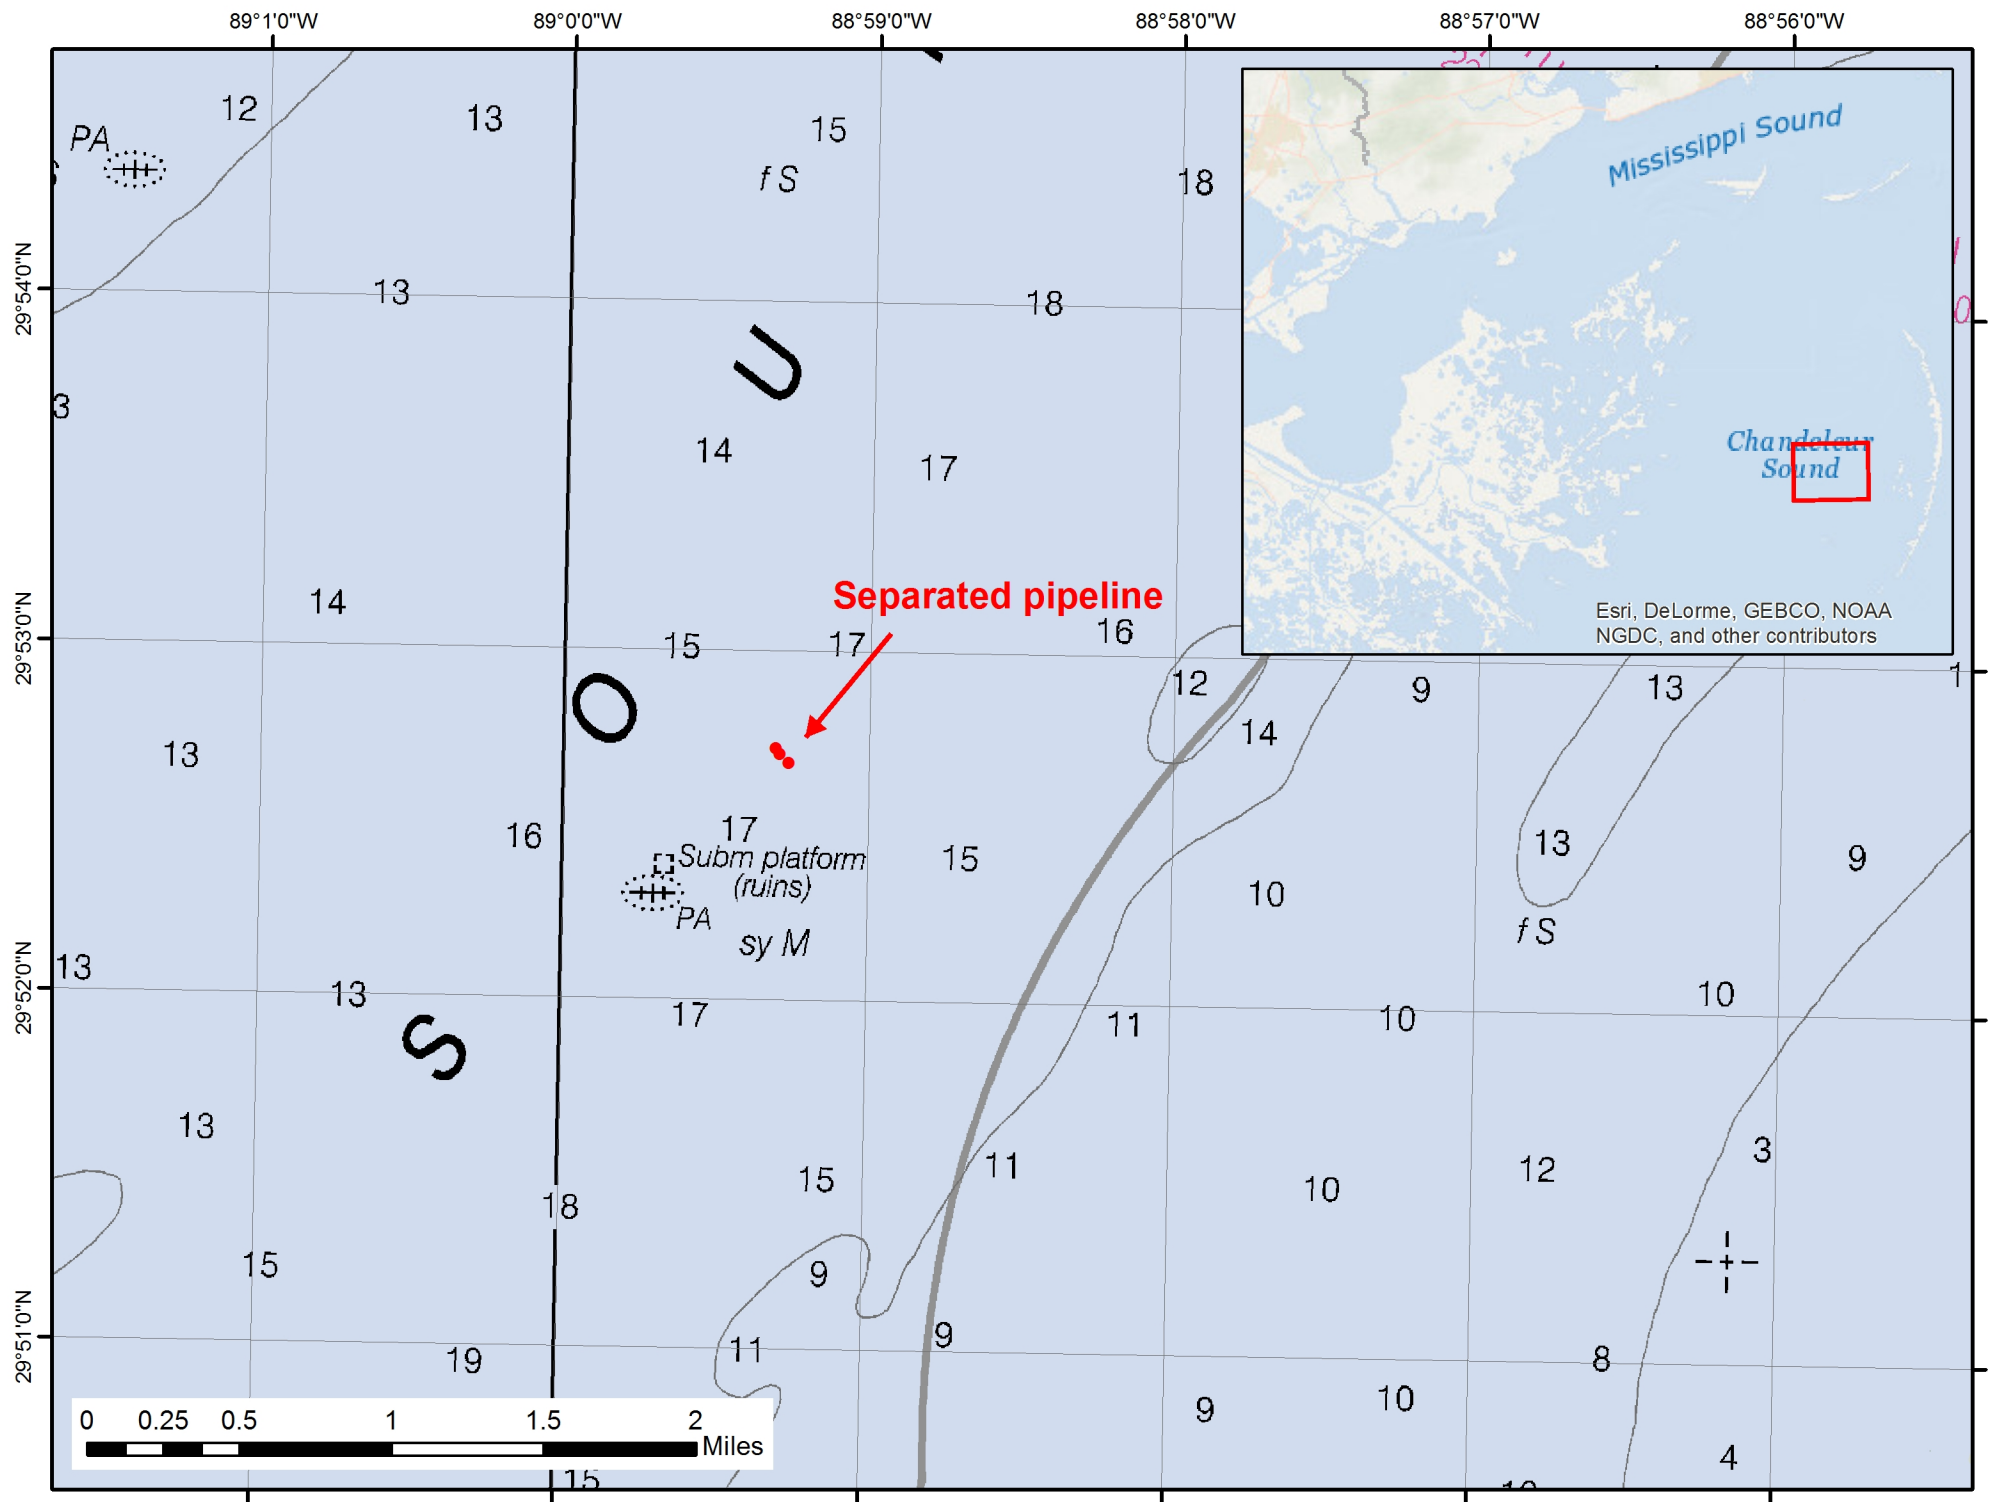 89°1'0"W 89°0'0"W 88°59'0"W 88°58'0"W 88°57'0"W 88°56'0"W
12 13 15
PA
f S 18
Mississippi Sound
29°54'0"N
13 18
U
3
14 17
Chandeleur
Sound
Separated pipeline
14
Esri, DeLorme, GEBCO, NOAA
NGDC, and other contributors
29°53'0"N
15 17 16
O
12 9 13
13 14
16 17
Subm platform
(ruins)
PA
sy M
15 10 13 9
f S
13 13 10
29°52'0"N
17 11 10
S
13 15 11 10 12 3
18
15 9
29°51'0"N
19 11 9 8
9 10 4
0 0.25 0.5 1 1.5 2
Miles
15